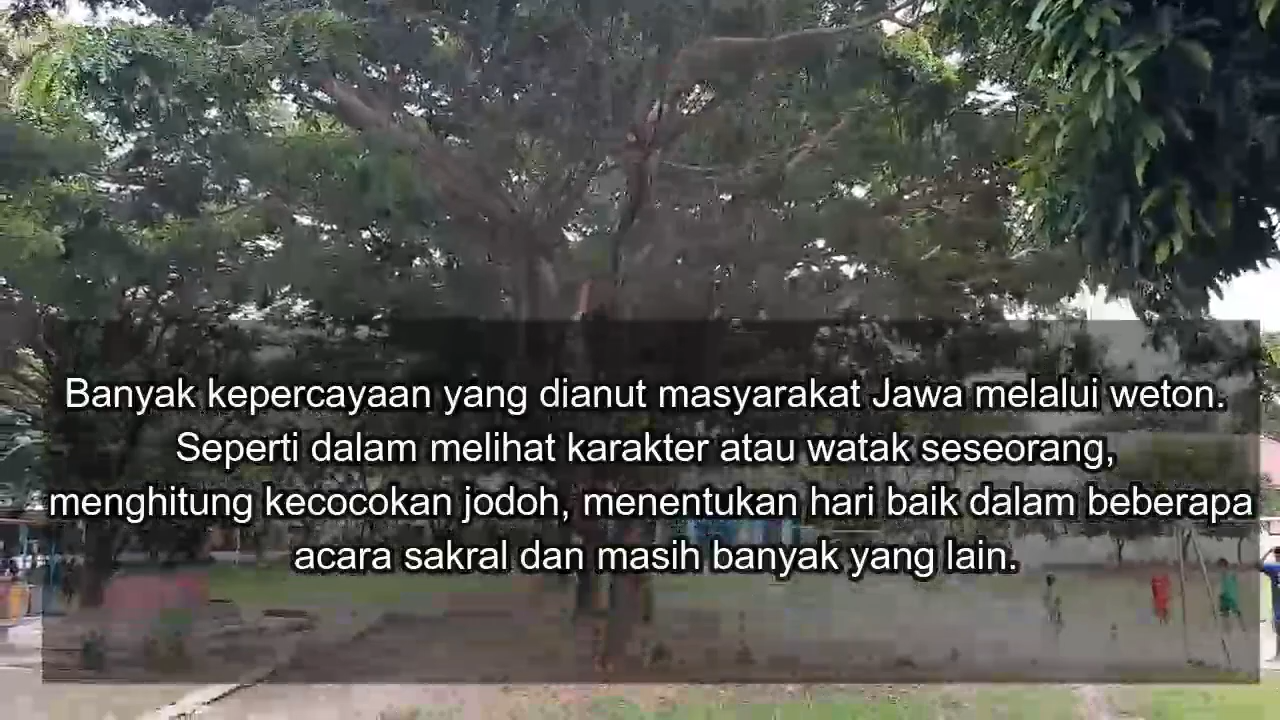 Banyak kepercayaan yang dianut masyarakat Jawa melalui weton.
Seperti dalam melihat karakter atau watak seseorang,
menghitung kecocokan jodoh, menentukan hari baik dalam beberapa
acara sakral dan masih banyak yang lain.